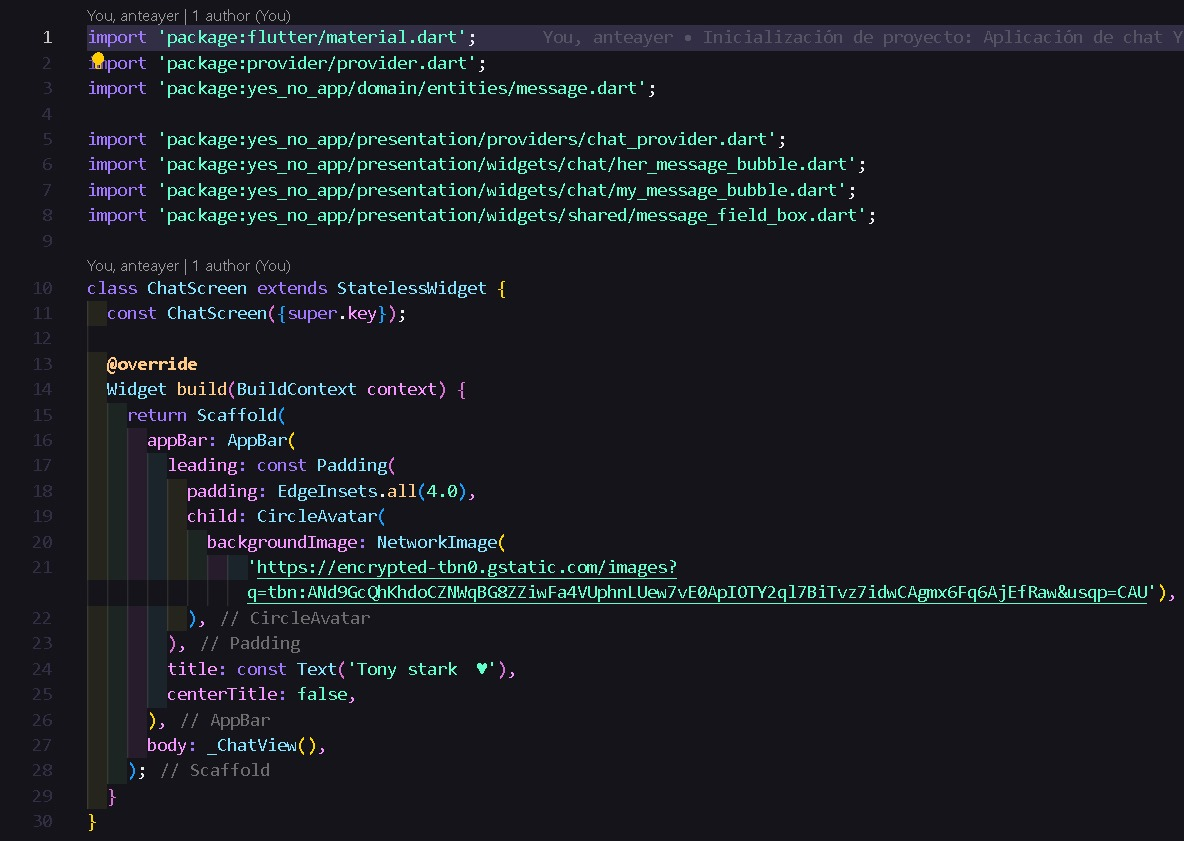 You, anteayer | 1 author (You)
1 import 'package:flutter/material.dart'; You, anteayer • Inicialización de proyecto: Aplicación de chat Y
2 import 'package:provider/provider.dart';
3 import 'package:yes_no_app/domain/entities/message.dart';
4
5 import 'package:yes_no_app/presentation/providers/chat_provider.dart';
6 import 'package:yes_no_app/presentation/widgets/chat/her_message_bubble.dart';
7 import 'package:yes_no_app/presentation/widgets/chat/my_message_bubble.dart';
8 import 'package:yes_no_app/presentation/widgets/shared/message_field_box.dart';
9
You, anteayer | 1 author (You)
10 class ChatScreen extends StatelessWidget {
11 const ChatScreen({super.key});
12
13 @override
14 Widget build(BuildContext context) {
15 return Scaffold(
16 appBar: AppBar(
17 leading: const Padding(
18 padding: EdgeInsets.all(4.0),
19 child: CircleAvatar(
20 backgroundImage: NetworkImage(
21 'https://encrypted-tbn0.gstatic.com/images?
q=tbn:ANd9GcQhKhdoCZNWqBG8ZZiwFa4VUphnLUew7vE0ApIOTY2ql7BiTvz7idwCAgmx6Fq6AjEfRaw&usqp=CAU'),
22 ), // CircleAvatar
23 ), // Padding
24 title: const Text('Tony stark ♥'),
25 centerTitle: false,
26 ), // AppBar
27 body: _ChatView(),
28 ); // Scaffold
29 }
30 }